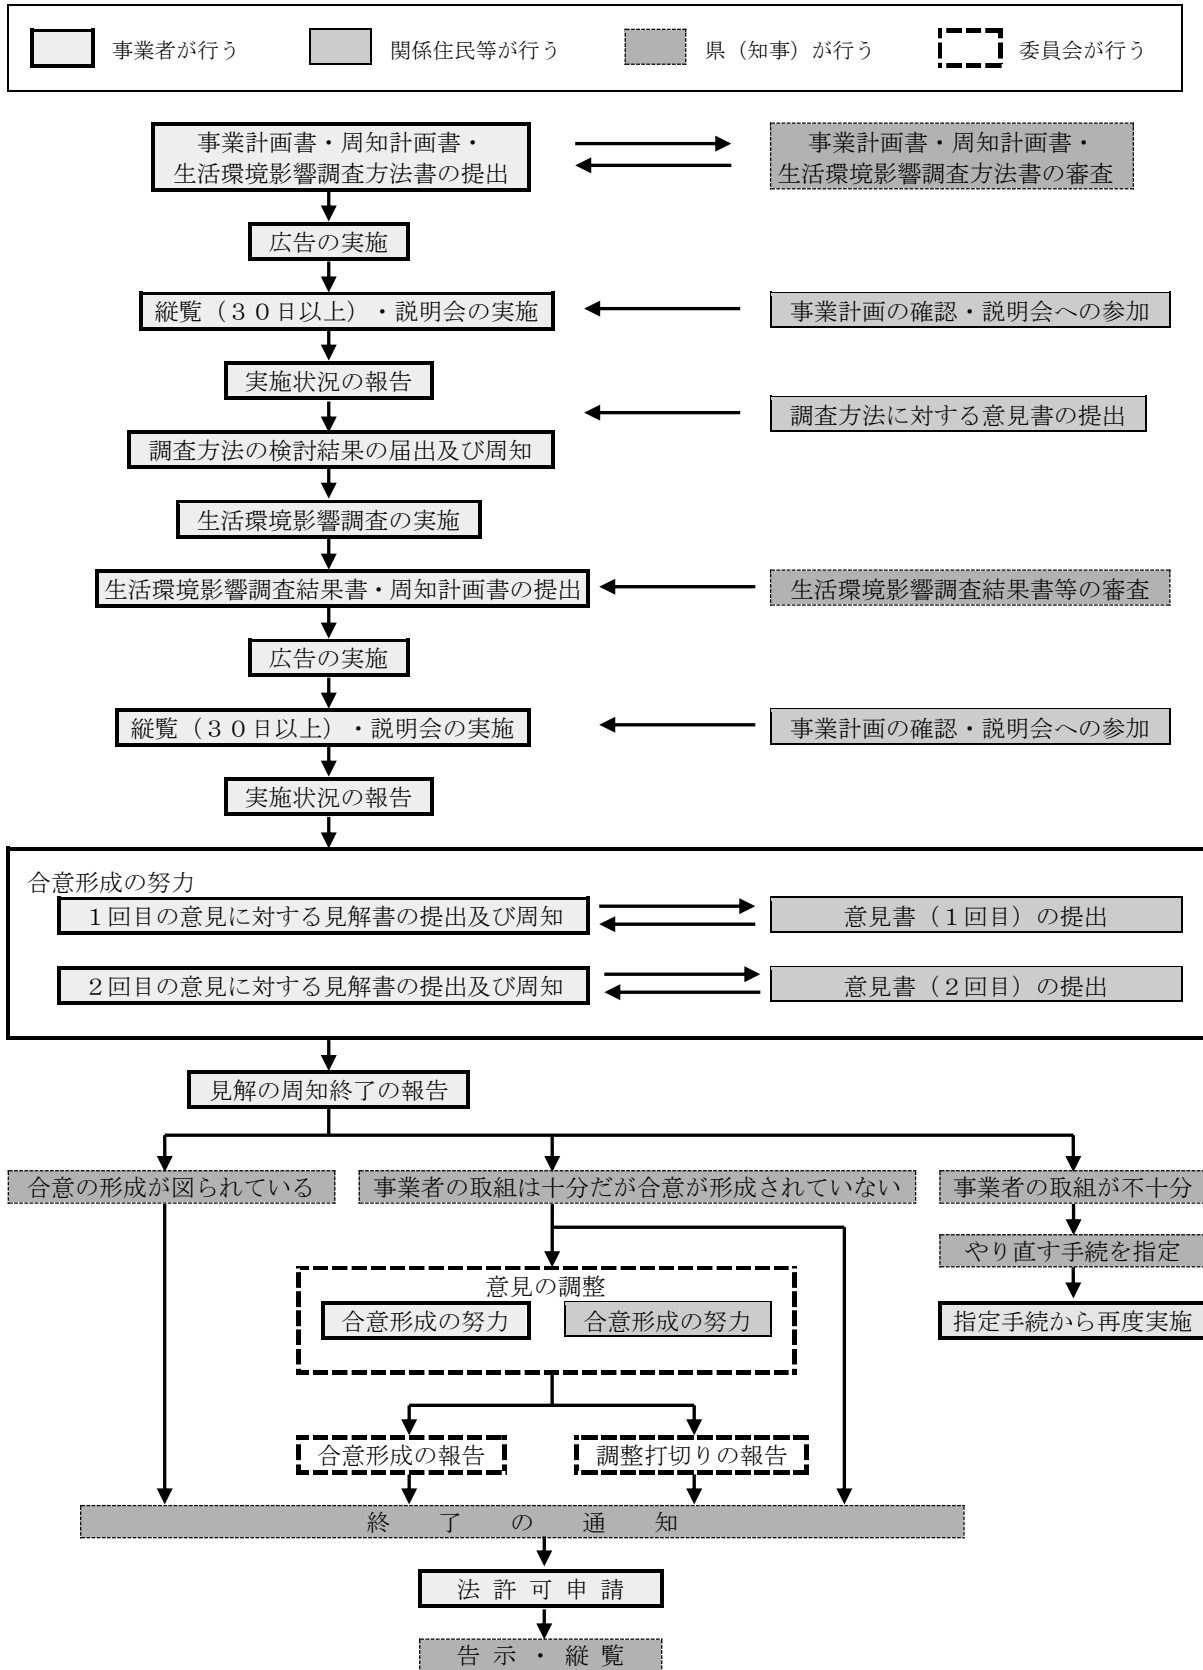 事業者が行う
関係住民等が行う
県（知事）が行う
委員会が行う
事業計画書・周知計画書・
生活環境影響調査方法書の提出
事業計画書・周知計画書・
生活環境影響調査方法書の審査
広告の実施
縦覧（３０日以上）・説明会の実施
事業計画の確認・説明会への参加
実施状況の報告
調査方法に対する意見書の提出
調査方法の検討結果の届出及び周知
生活環境影響調査の実施
生活環境影響調査結果書・周知計画書の提出
生活環境影響調査結果書等の審査
広告の実施
縦覧（３０日以上）・説明会の実施
事業計画の確認・説明会への参加
実施状況の報告
合意形成の努力
１回目の意見に対する見解書の提出及び周知
意見書（１回目）の提出
２回目の意見に対する見解書の提出及び周知
意見書（２回目）の提出
見解の周知終了の報告
合意の形成が図られている
事業者の取組は十分だが合意が形成されていない
事業者の取組が不十分
やり直す手続を指定
意見の調整
合意形成の努力
合意形成の努力
指定手続から再度実施
合意形成の報告
調整打切りの報告
終　了　の　通　知
法 許 可 申 請
告 示 ・ 縦 覧